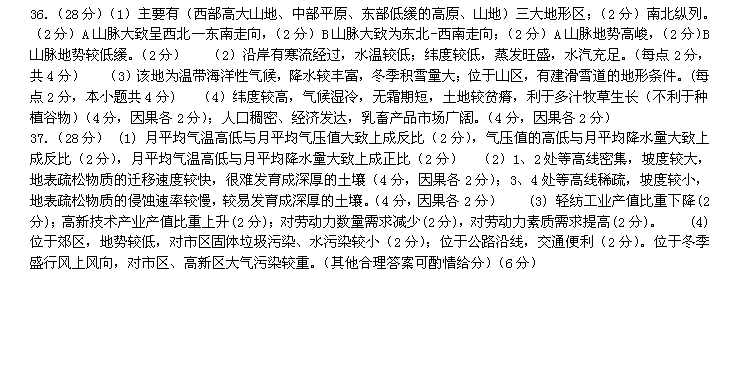 36.（28分）（1）主要有（西部高大山地、中部平原、东部低缓的高原、山地）三大地形区；（2分）南北纵列。
（2分）A山脉大致呈西北一东南走向，（2分）B山脉大致为东北-西南走向；（2分）A山脉地势高峻，（2分）B
山脉地势较低缓。（2分） （2）沿岸有寒流经过，水温较低；纬度较低，蒸发旺盛，水汽充足。（每点2分，
共4分） （3）该地为温带海洋性气候，降水较丰富，冬季积雪量大；位于山区，有建滑雪道的地形条件。（每
点2分，本小题共4分） （4）纬度较高，气候湿冷，无霜期短，土地较贫瘠，利于多汁牧草生长（不利于种
植谷物）（4分，因果各2分）；人口稠密、经济发达，乳畜产品市场广阔。（4分，因果各2分）
37.（28分） (1) 月平均气温高低与月平均气压值大致上成反比（2分），气压值的高低与月平均降水量大致上
成反比（2分），月平均气温高低与月平均降水量大致上成正比（2分） （2）1、2处等高线密集，坡度较大，
地表疏松物质的迁移速度较快，很难发育成深厚的土壤（4分，因果各2分）；3、4处等高线稀疏，坡度较小，
地表疏松物质的侵蚀速率较慢，较易发育成深厚的土壤。（4分，因果各2分） (3) 轻纺工业产值比重下降(2
分）；高新技术产业产值比重上升(2分）；对劳动力数量需求减少(2分），对劳动力素质需求提高(2分）。 (4)
位于郊区，地势较低，对市区固体垃圾污染、水污染较小（2分）；位于公路沿线，交通便利（2分）。位于冬季
盛行风上风向，对市区、高新区大气污染较重。（其他合理答案可酌情给分）（6分）